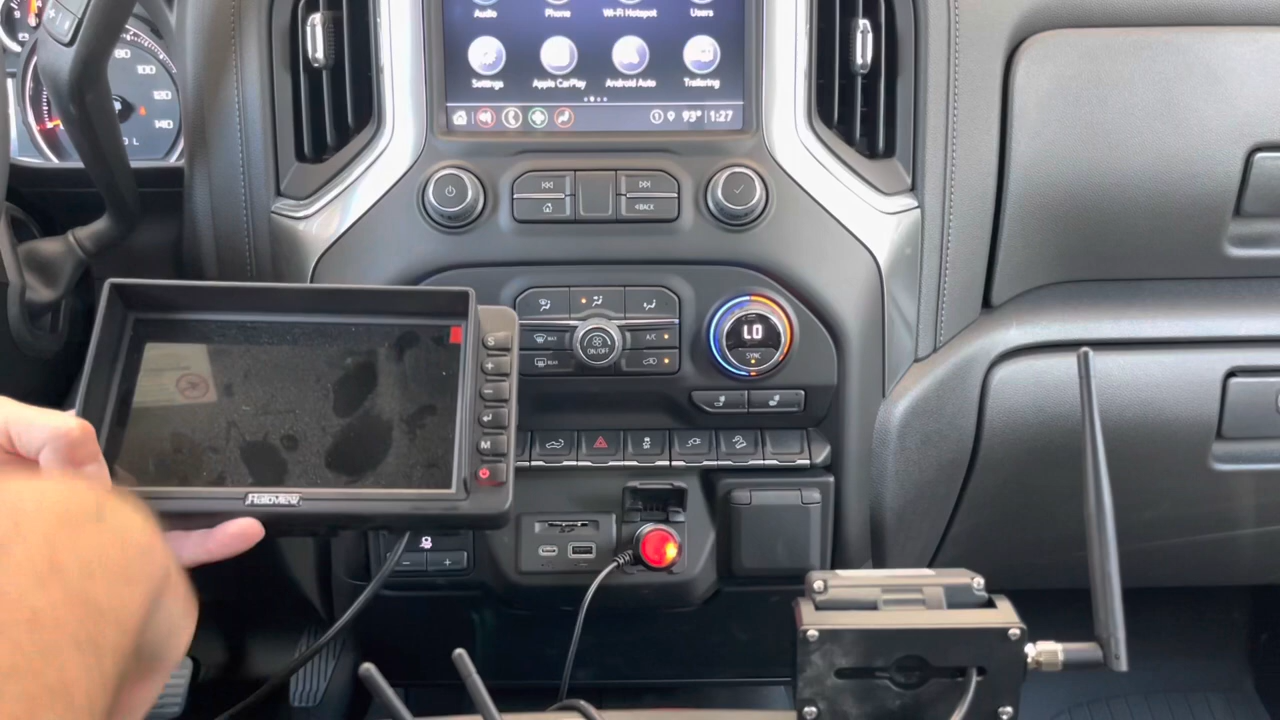 Audio Phone Wi-Fi Hotspot Users
Settings Apple CarPlay Android Auto Trailering
1 93° 1:27
80
100
120
140
L
BACK
MAX
A/C
REAR
ON/OFF
LO
SYNC
S
+
−
M
Haloview
− +